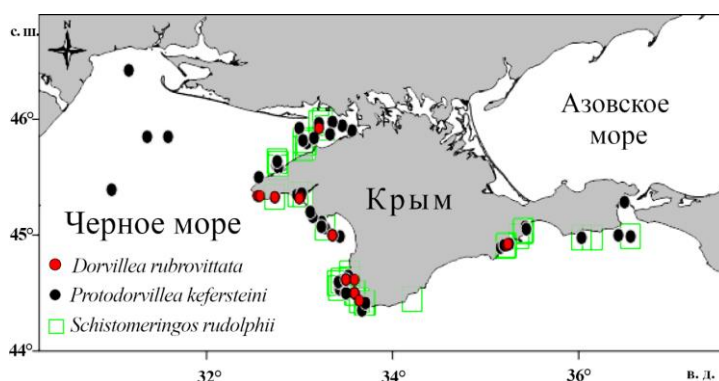 с. ш.
N
46°
Азовское
море
Крым
Черное море
45°
Dorvillea rubrovittata
Protodorvillea kefersteini
Schistomeringos rudolphii
44°
32°
34°
36°
в. д.